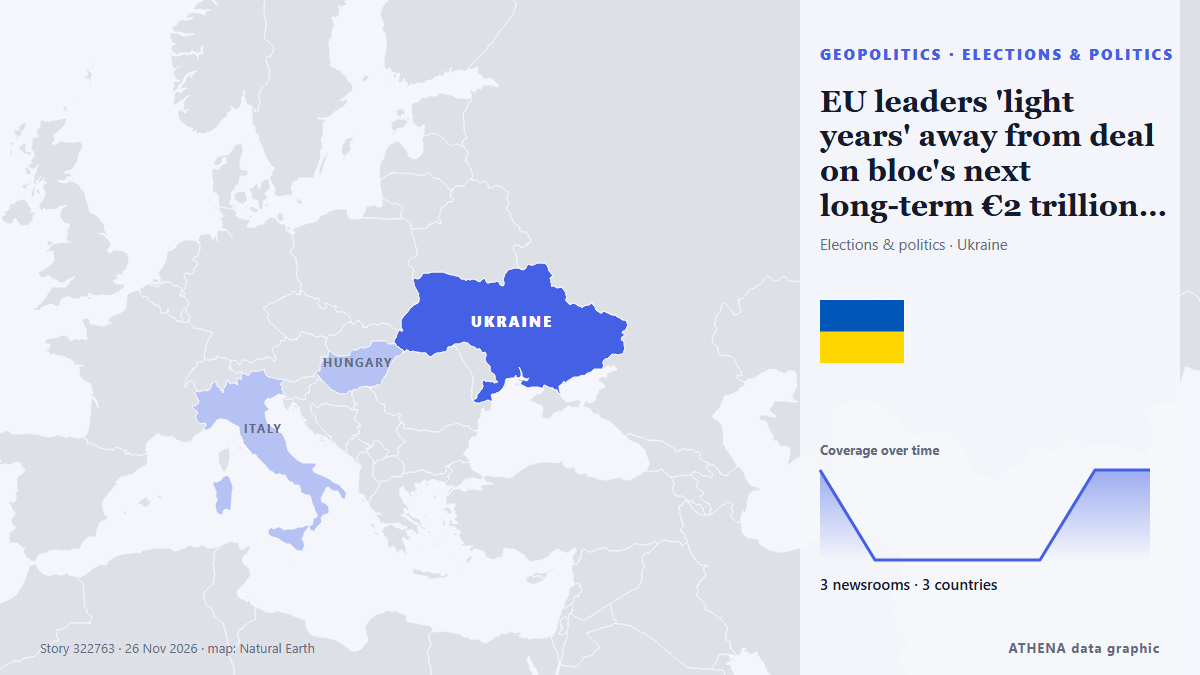 GEOPOLITICS · ELECTIONS & POLITICS
EU leaders 'light
years' away from deal
on bloc's next
long-term €2 trillion...
Elections & politics · Ukraine
UKRAINE
HUNGARY
ITALY
Coverage over time
3 newsrooms · 3 countries
Story 322763 · 26 Nov 2026 · map: Natural Earth
ATHENA data graphic